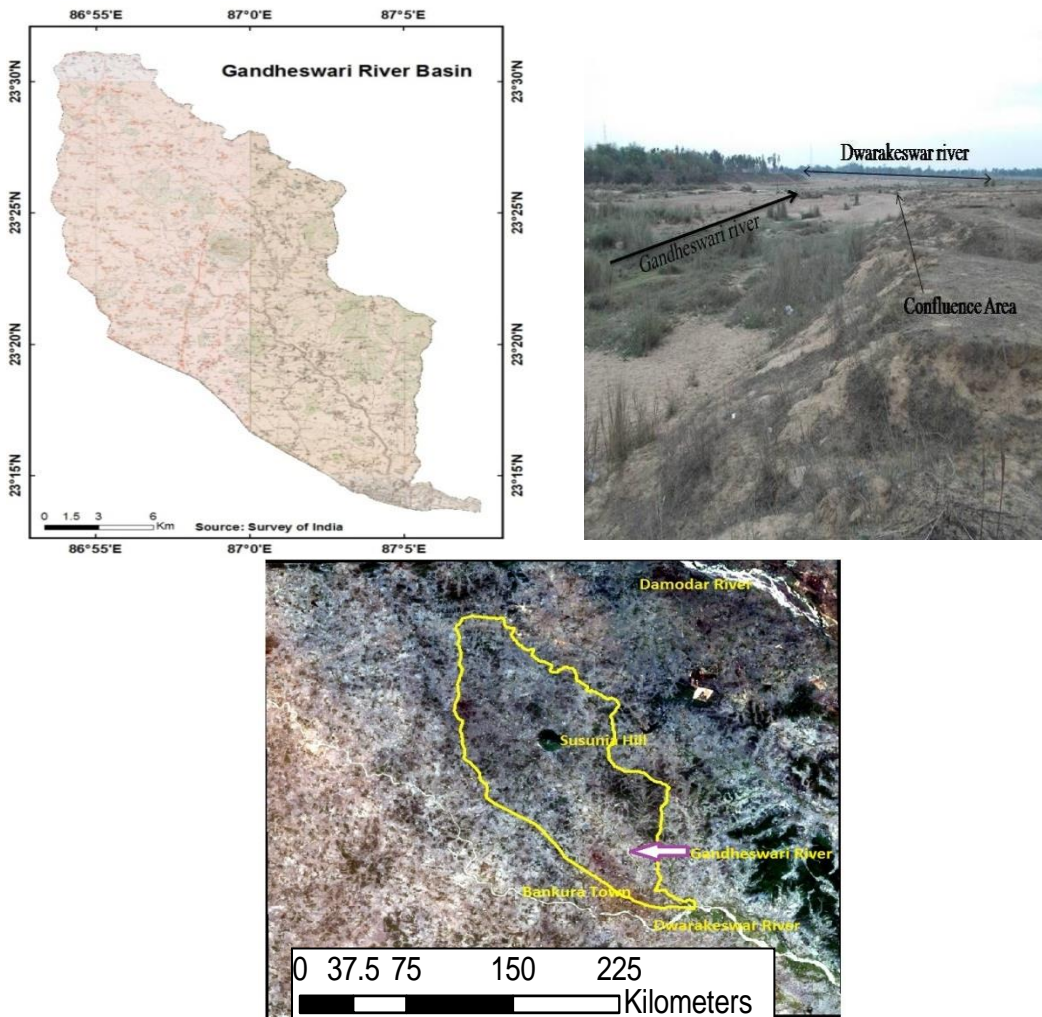 86°55'E 87°0'E 87°5'E
Gandheswari River Basin
23°30'N 23°30'N
23°25'N 23°25'N
23°20'N 23°20'N
23°15'N 23°15'N
0 1.5 3 6
Km
Source: Survey of India
86°55'E 87°0'E 87°5'E
Dwarakeswar river
Gandheswari river
Confluence Area
Damodar River
Susunia Hill
Gandheswari River
Bankura Town
Dwarakeswar River
0 37.5 75 150 225
Kilometers